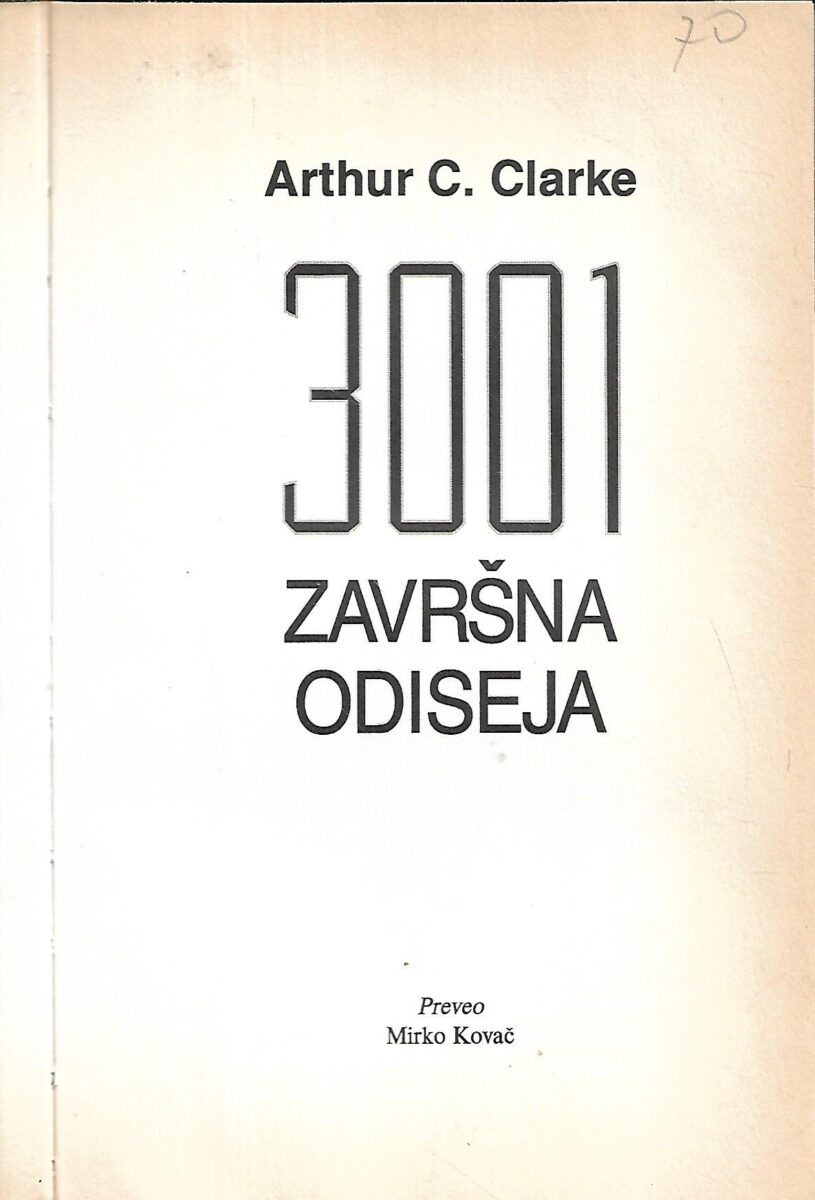 70
Arthur C. Clarke
3001
ZAVRŠNA
ODISEJA
Preveo
Mirko Kovač